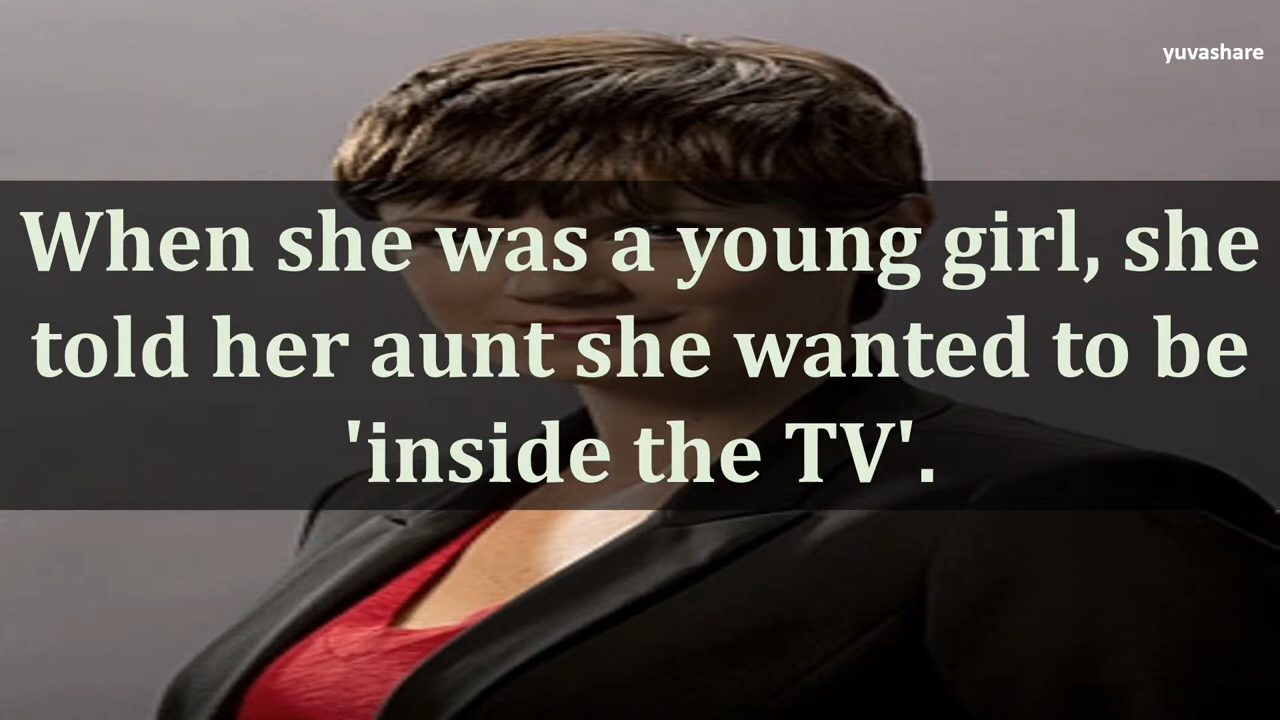 yuvashare
When she was a young girl, she
told her aunt she wanted to be
'inside the TV'.